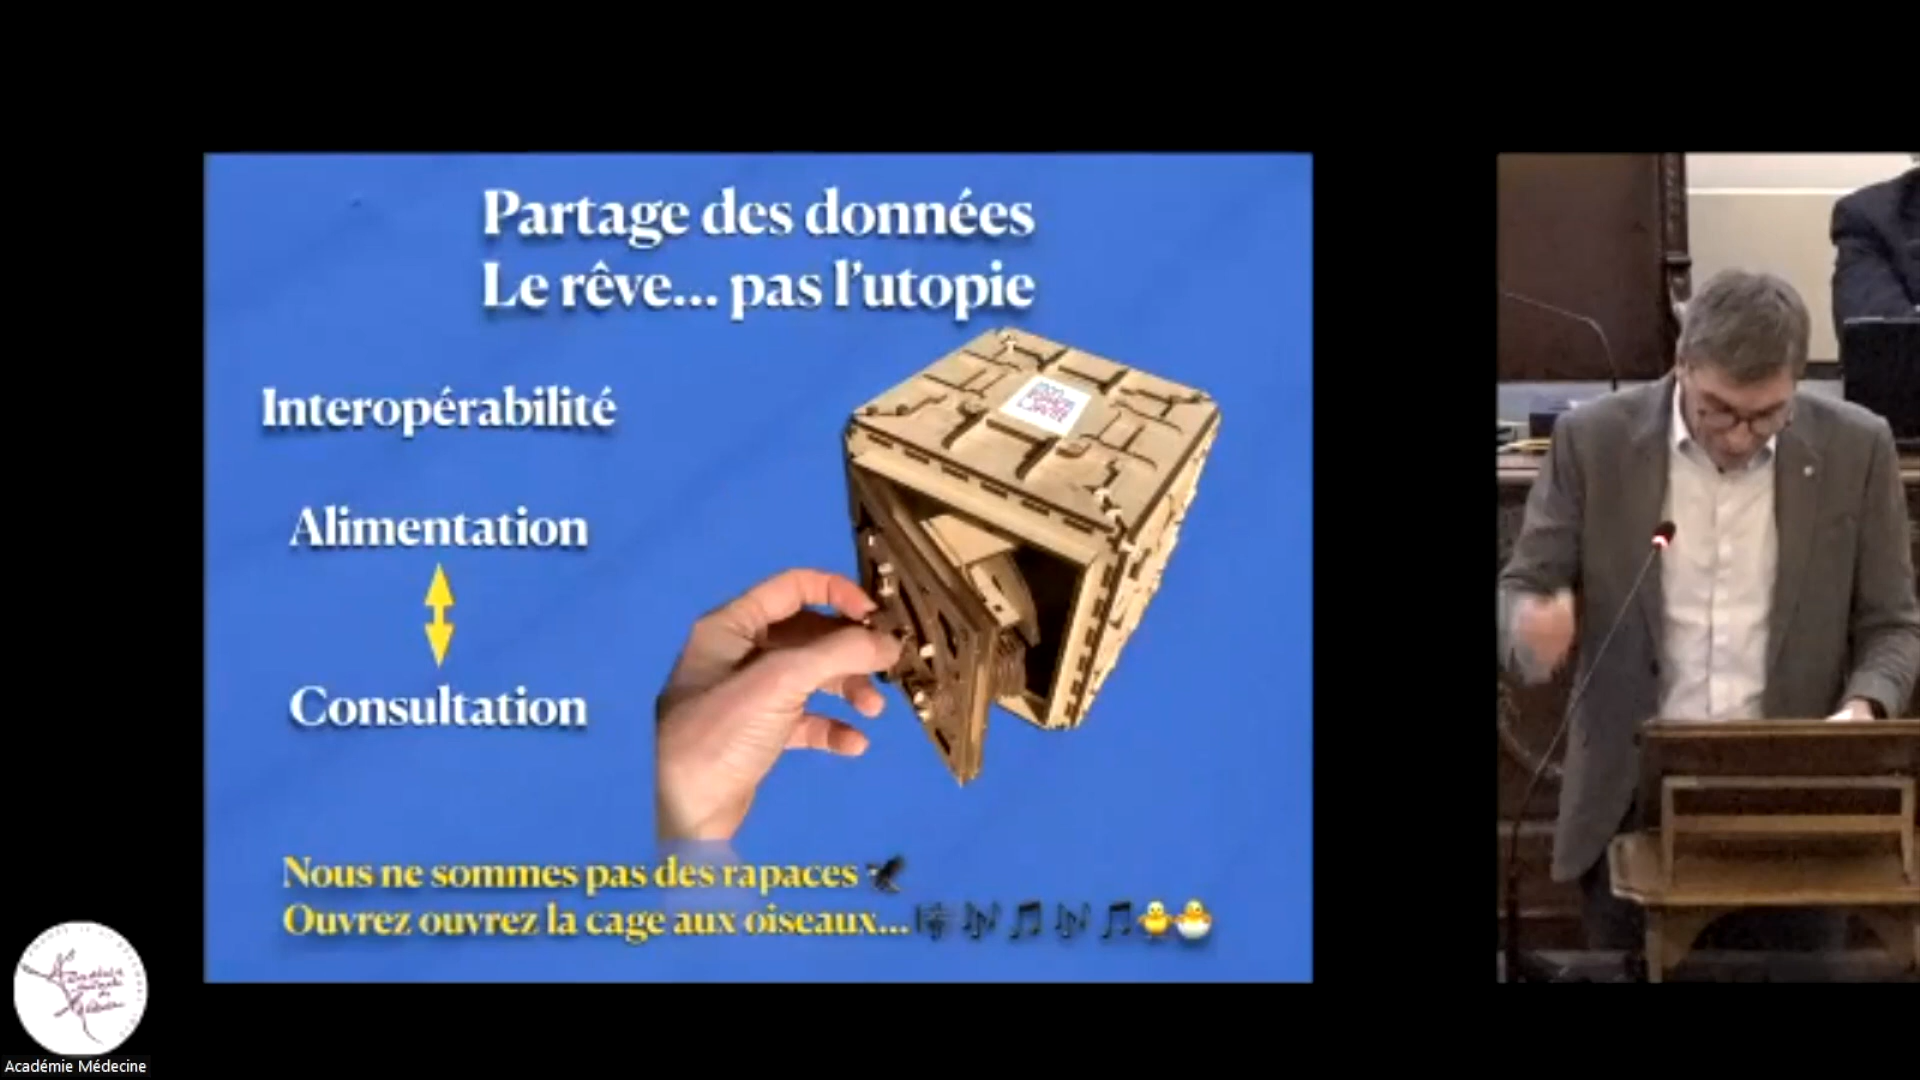 Partage des données
Le rêve... pas l'utopie
Interopérabilité
Alimentation
Consultation
Nous ne sommes pas des rapaces
Ouvrez ouvrez la cage aux oiseaux...
Académie Médecine